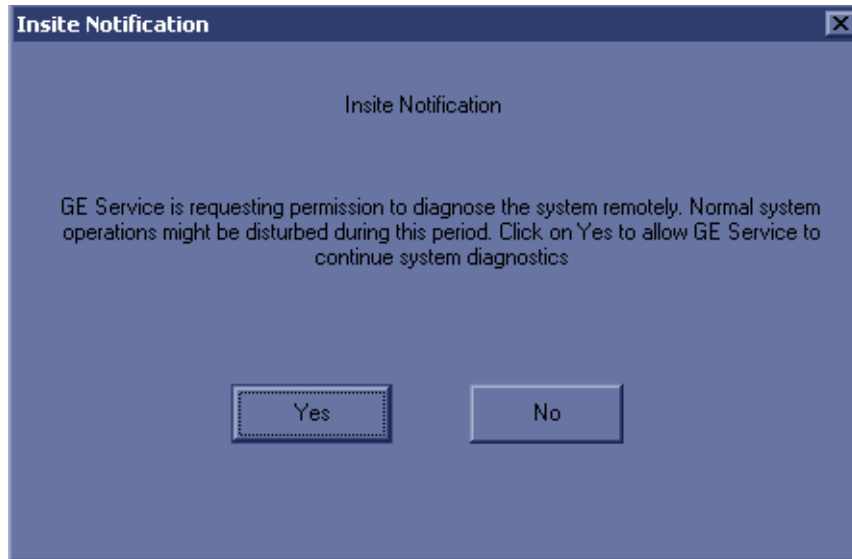 Insite Notification
Insite Notification
GE Service is requesting permission to diagnose the system remotely. Normal system
operations might be disturbed during this period. Click on Yes to allow GE Service to
continue system diagnostics
Yes
No